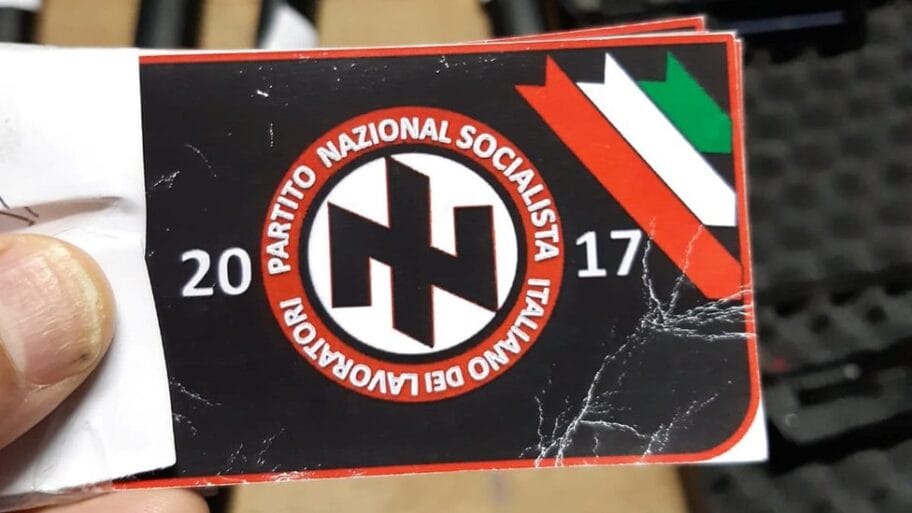 PARTITO NAZIONAL SOCIALISTA ITALIANO DEI LAVORATORI
20 17